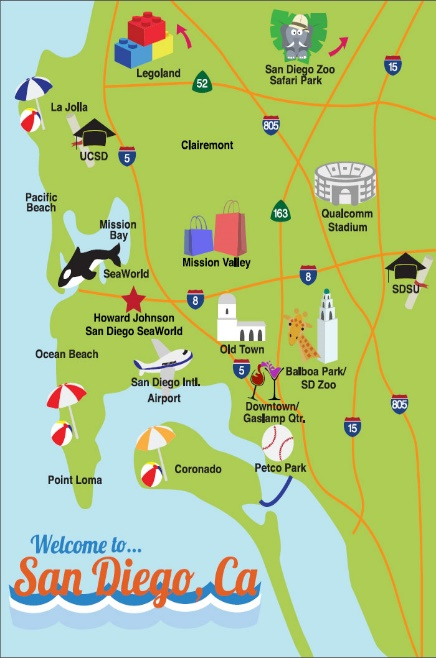 Legoland
San Diego Zoo
Safari Park
15
52
La Jolla
805
UCSD
5
Clairemont
Pacific
Beach
Qualcomm
Stadium
163
Mission
Bay
Mission Valley
SeaWorld
8
8
SDSU
Howard Johnson
San Diego SeaWorld
Old Town
Ocean Beach
5
Balboa Park/
SD Zoo
San Diego Intl.
Airport
Downtown/
Gaslamp Qtr.
805
15
Coronado
Petco Park
Point Loma
Welcome to...
San Diego, Ca